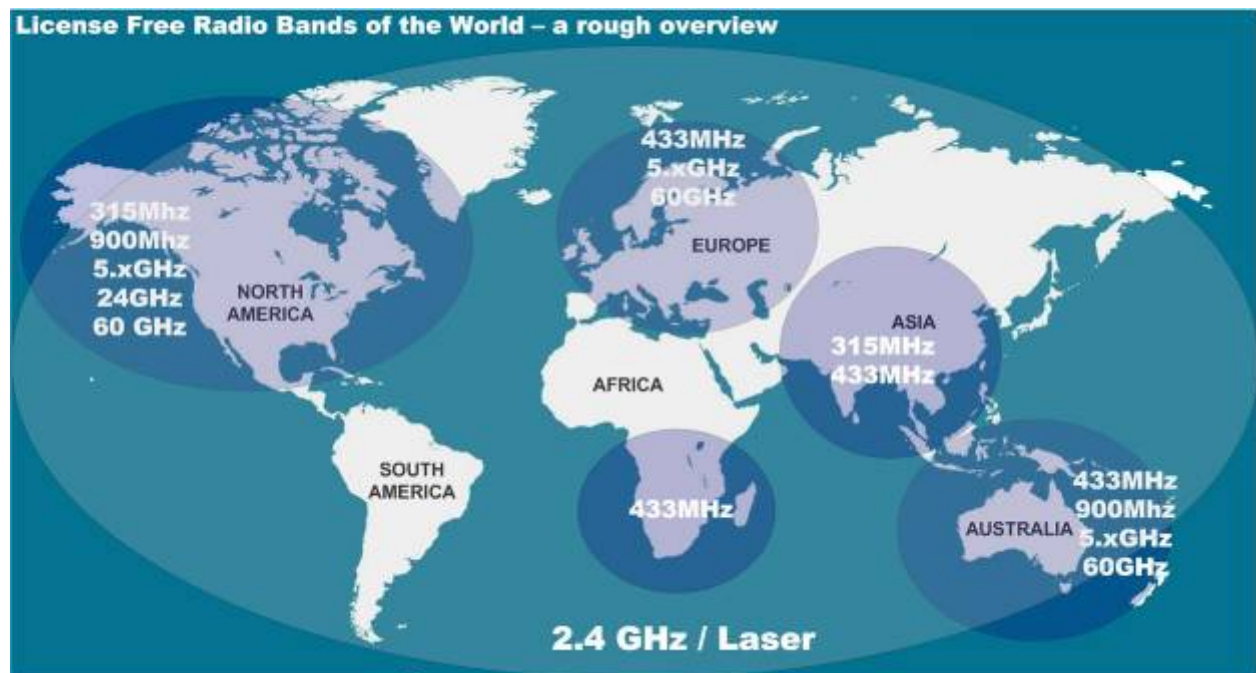 License Free Radio Bands of the World – a rough overview
315Mhz
900Mhz
5.xGHz
24GHz
60 GHz
NORTH
AMERICA
433MHz
5.xGHz
60GHz
EUROPE
ASIA
315MHz
433MHz
AFRICA
433MHz
SOUTH
AMERICA
AUSTRALIA
433MHz
900Mhz
5.xGHz
60GHz
2.4 GHz / Laser